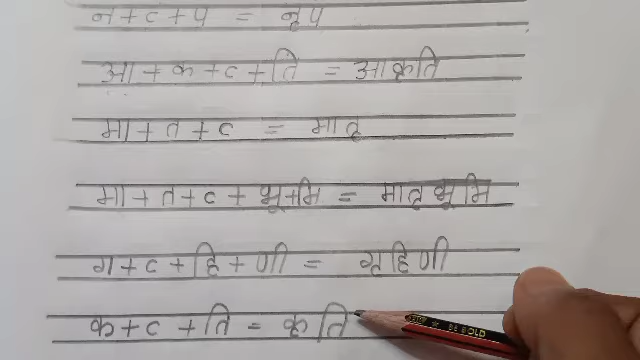 न + ृ + प = नृप
आ + क + ृ + ति = आकृति
मा + त + ृ = मातृ
मा + त + ृ + भू + मि = मातृभूमि
ग + ृ + हि + णी = गृहिणी
क + ृ + ति = कृति